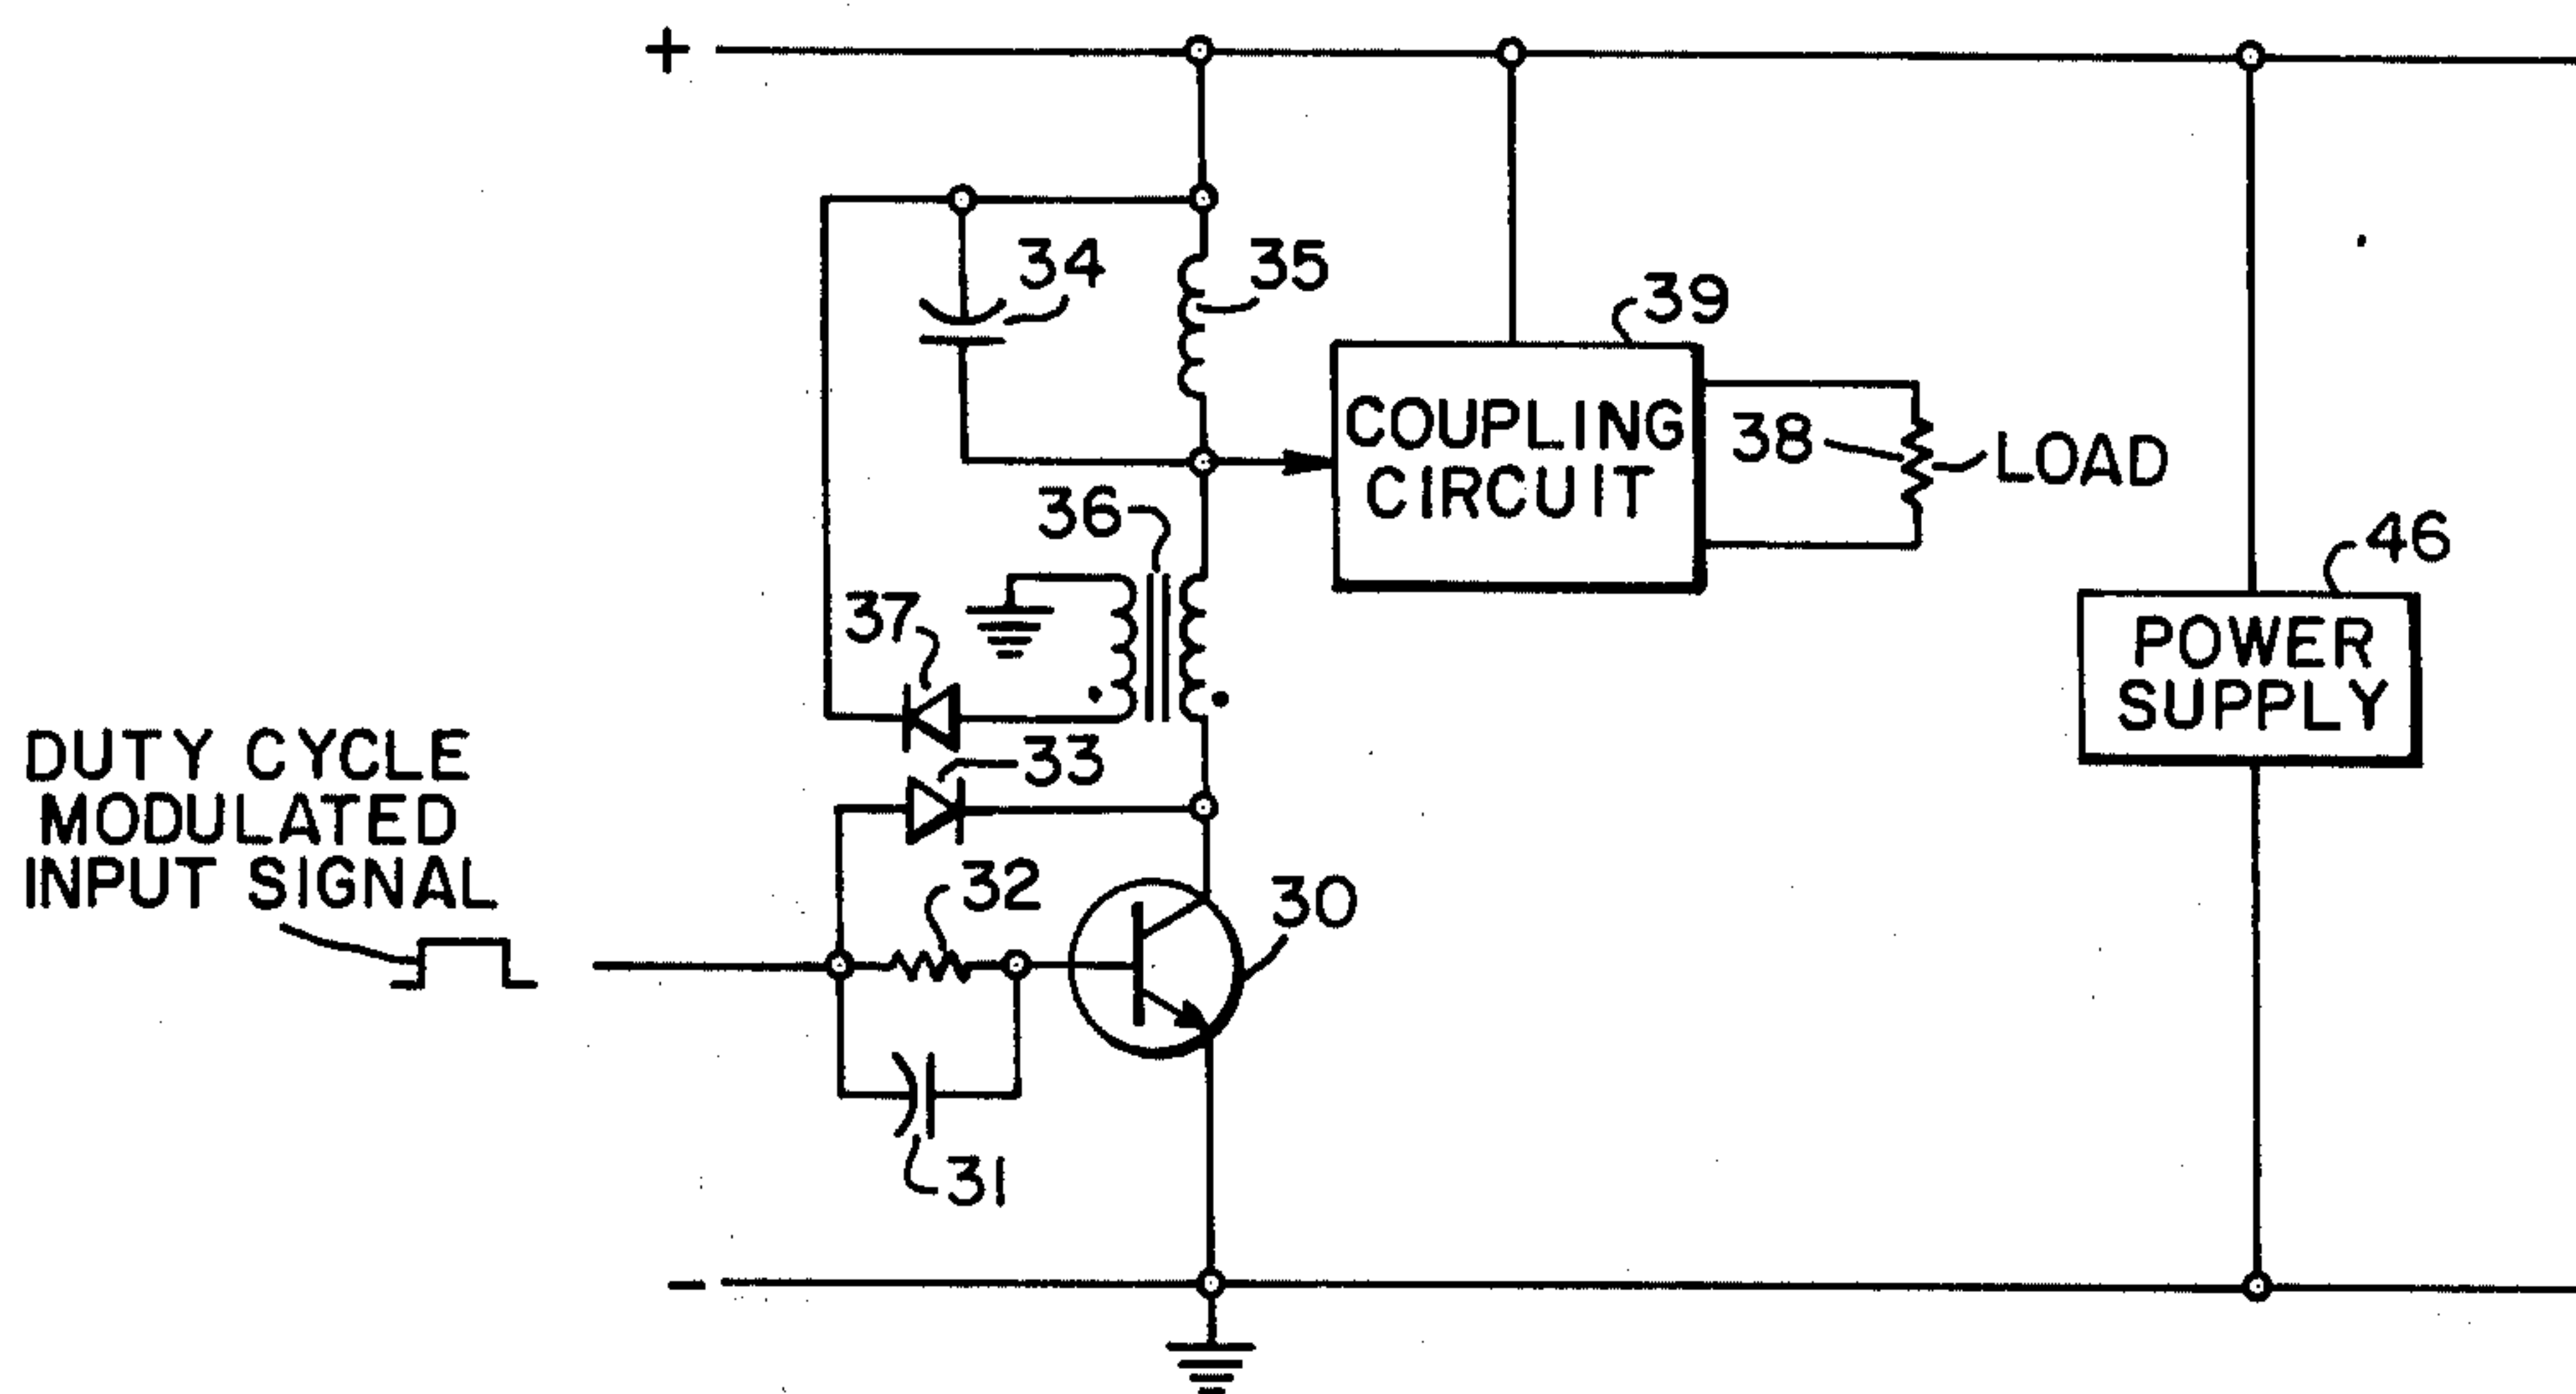 +
34
35
39
COUPLING
CIRCUIT
38
LOAD
36
46
37
POWER
SUPPLY
33
DUTY CYCLE
MODULATED
INPUT SIGNAL
32
30
31
-